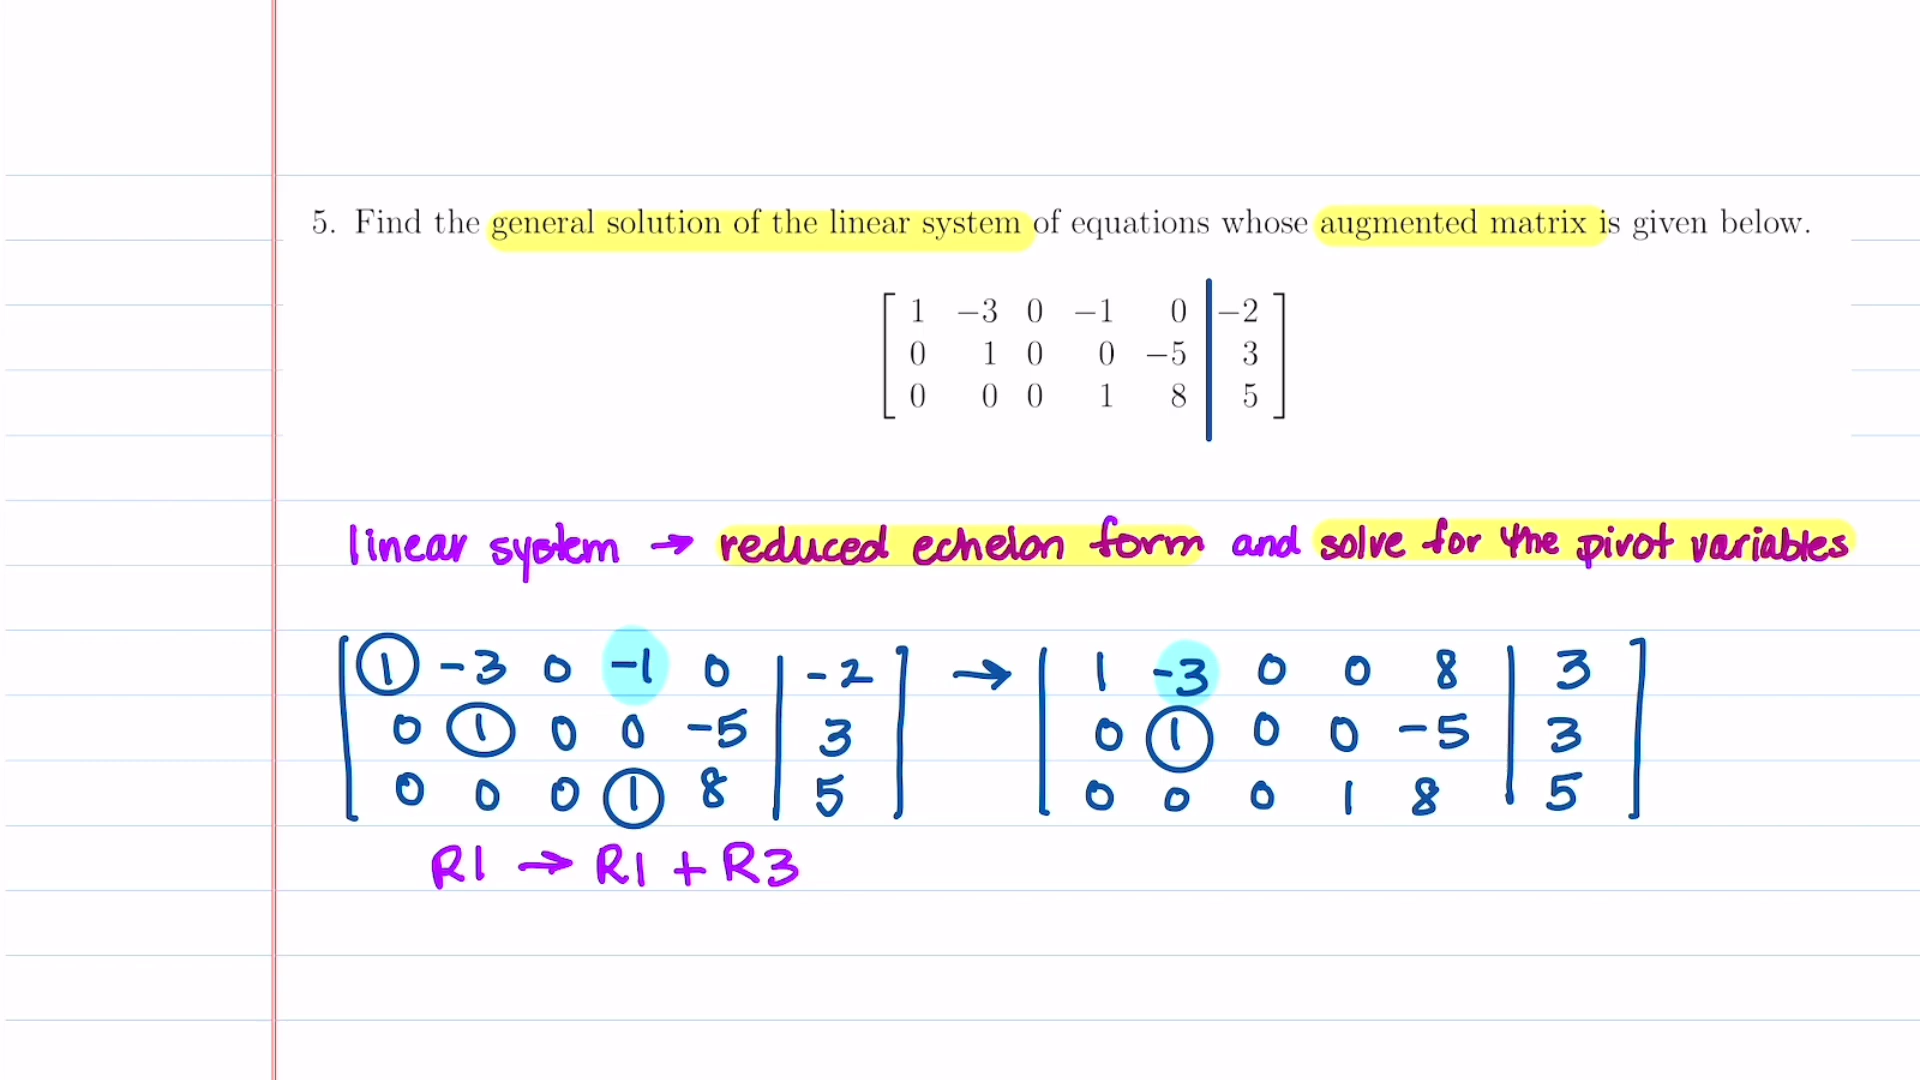 5. Find the general solution of the linear system of equations whose augmented matrix is given below.
1 −3 0 −1 0 −2
0 1 0 0 −5 3
0 0 0 1 8 5
linear system → reduced echelon form and solve for the pivot variables
1 -3 0 -1 0 | -2 → 1 -3 0 0 8 | 3
0 1 0 0 -5 | 3 0 1 0 0 -5 | 3
0 0 0 1 8 | 5 0 0 0 1 8 | 5
R1 → R1 + R3